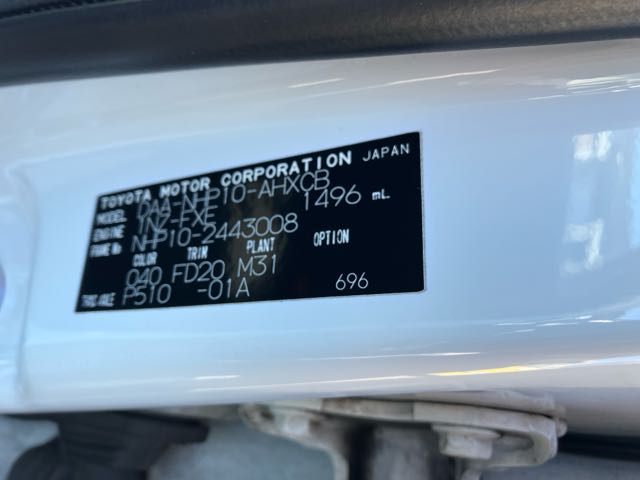 TOYOTA MOTOR CORPORATION JAPAN
MODEL DAA-NHP10-AHXCB
ENGINE 1NZ-FXE 1496 mL
FRAME No NHP10-2443008
COLOR TRIM PLANT OPTION
040 FD20 M31
TRNS/AXLE P510 -01A 696